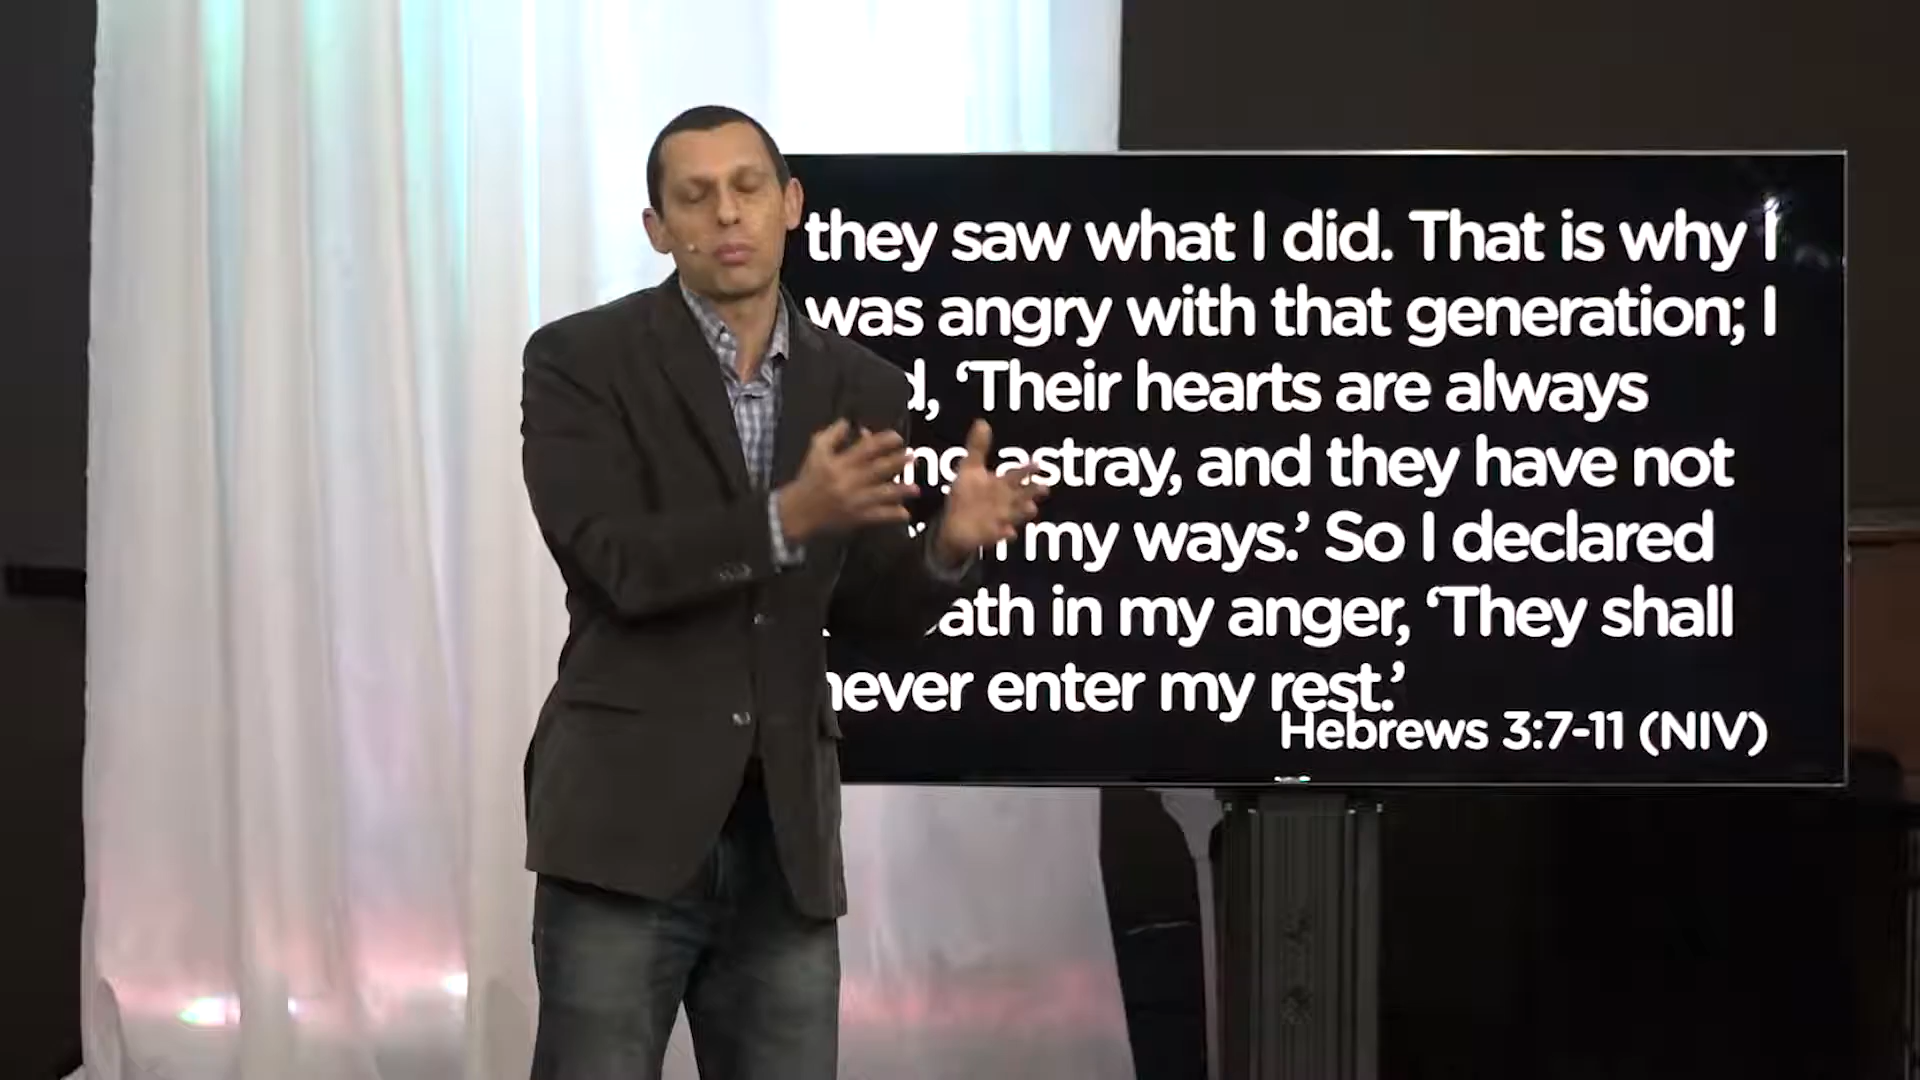 they saw what I did. That is why I
was angry with that generation; I
‘Their hearts are always
astray, and they have not
my ways.’ So I declared
in my anger, ‘They shall
never enter my rest.’
Hebrews 3:7-11 (NIV)